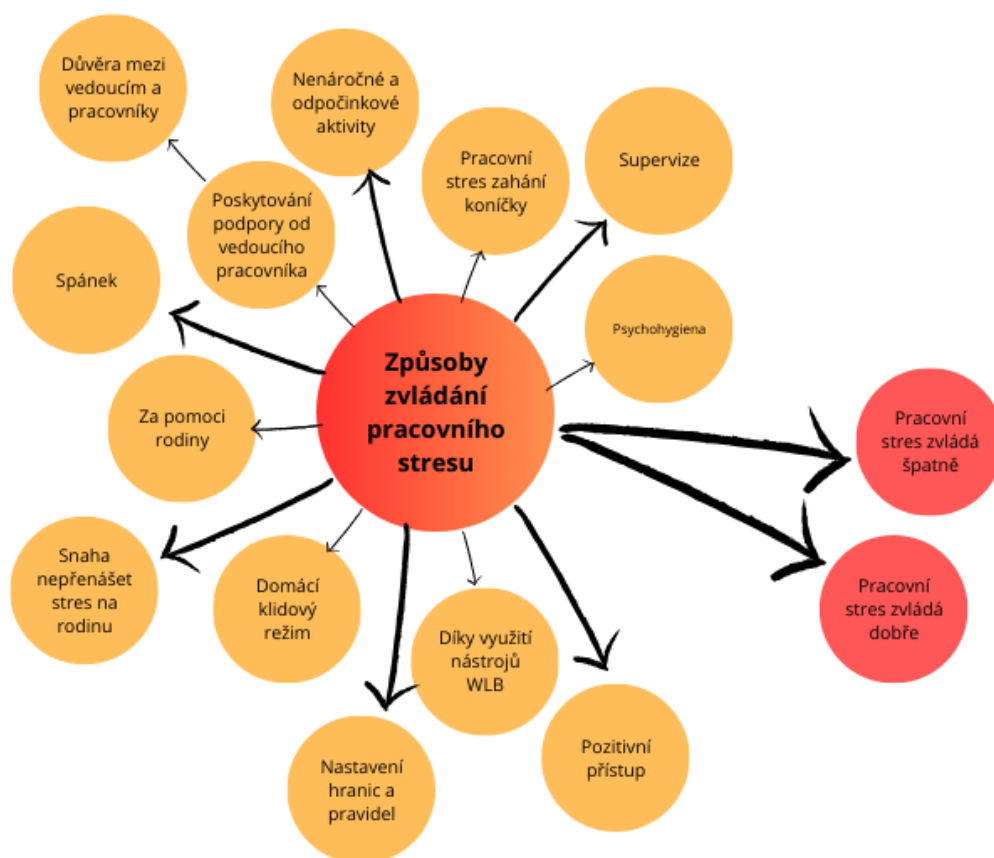 Důvěra mezi
vedoucím a
pracovníky
Nenáročné a
odpočinkové
aktivity
Pracovní
stres zahání
koníčky
Supervize
Poskytování
podpory od
vedoucího
pracovníka
Spánek
Psychohygiena
Způsoby
zvládání
pracovního
stresu
Za pomoci
rodiny
Pracovní
stres zvládá
špatně
Snaha
nepřenášet
stres na
rodinu
Domácí
klidový
režim
Díky využití
nástrojů
WLB
Pracovní
stres zvládá
dobře
Nastavení
hranic a
pravidel
Pozitivní
přístup